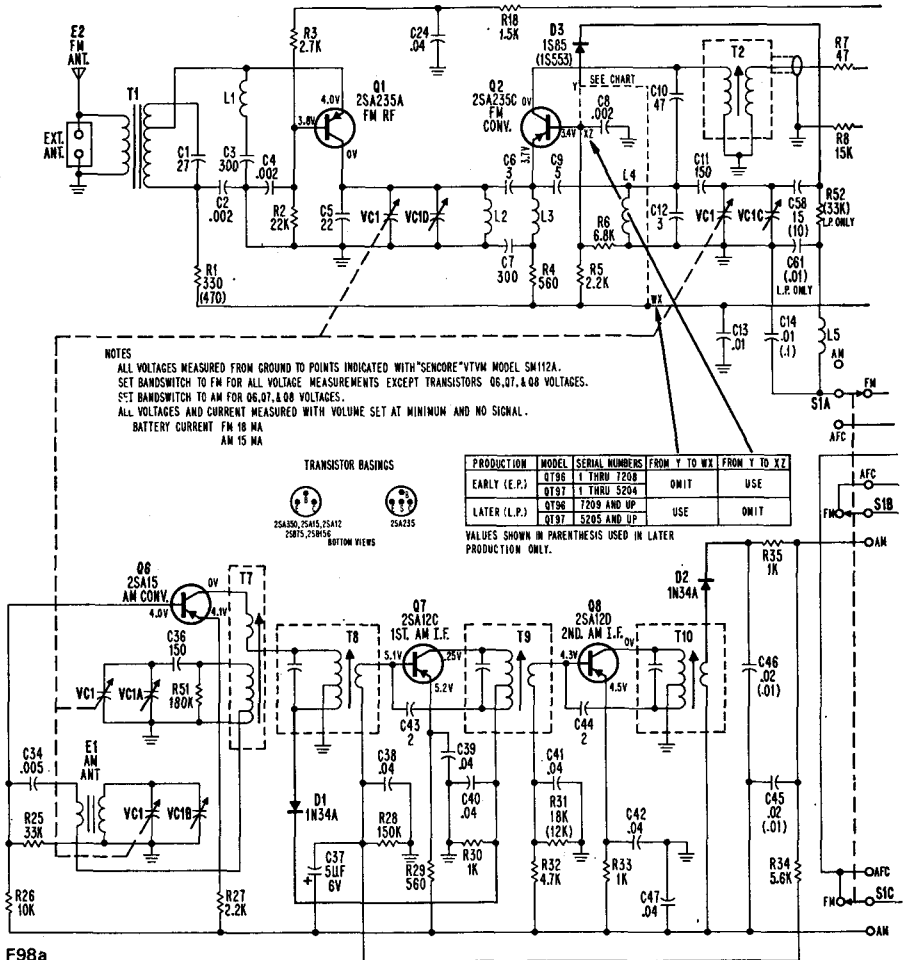 E2
FM
ANT.
EXT.
ANT.
T1
C1
27
C2
.002
L1
C3
300
C4
.002
R3
2.7K
R2
22K
R1
330
(470)
C24
.04
R18
1.5K
Q1
2SA235A
FM RF
4.0V
3.8V
0V
C5
22
VC1
VC1D
L2
C7
300
C6
3
L3
R4
560
Q2
2SA235C
FM
CONV.
0V
3.4V
3.7V
C9
5
D3
1S85
(1S553)
SEE CHART
Y
XZ
C8
.002
R6
6.8K
R5
2.2K
L4
WX
C10
47
C12
3
C11
150
T2
VC1
VC1C
R7
47
R8
15K
C58
15
(10)
R52
(33K)
L.P. ONLY
C61
(.01)
L.P. ONLY
C13
.01
C14
.01
(.1)
L5
AM
FM
S1A
AFC
NOTES
ALL VOLTAGES MEASURED FROM GROUND TO POINTS INDICATED WITH "SENCORE" VTVM MODEL SM112A.
SET BANDSWITCH TO FM FOR ALL VOLTAGE MEASUREMENTS EXCEPT TRANSISTORS Q6,Q7,& Q8 VOLTAGES.
SET BANDSWITCH TO AM FOR Q6,Q7,& Q8 VOLTAGES.
ALL VOLTAGES AND CURRENT MEASURED WITH VOLUME SET AT MINIMUM AND NO SIGNAL.
BATTERY CURRENT FM 18 MA
AM 15 MA
TRANSISTOR BASINGS
2SA350,2SA15,2SA12
2SB75,2SB156
2SA235
BOTTOM VIEWS
PRODUCTION MODEL SERIAL NUMBERS FROM Y TO WX FROM Y TO XZ
EARLY (E.P.) QT96 1 THRU 7208 OMIT USE
QT97 1 THRU 5204
LATER (L.P.) QT96 7209 AND UP USE OMIT
QT97 5205 AND UP
VALUES SHOWN IN PARENTHESIS USED IN LATER
PRODUCTION ONLY.
AFC
FM
S1B
AM
Q6
2SA15
AM CONV.
0V
4.0V
4.1V
T7
C36
150
VC1
VC1A
R51
180K
C34
.005
E1
AM
ANT
VC1
VC1B
R25
33K
R26
10K
R27
2.2K
T8
D1
1N34A
C37
5UF
6V
C38
.04
R28
150K
Q7
2SA12C
1ST. AM I.F.
5.1V
.25V
5.2V
C43
2
R29
560
C39
.04
C40
.04
R30
1K
T9
C41
.04
R31
18K
(12K)
R32
4.7K
Q8
2SA12D
2ND. AM I.F.
4.3V
0V
4.5V
C44
2
R33
1K
C42
.04
C47
.04
T10
D2
1N34A
R35
1K
C46
.02
(.01)
C45
.02
(.01)
R34
5.6K
AFC
FM
S1C
AM
F98a